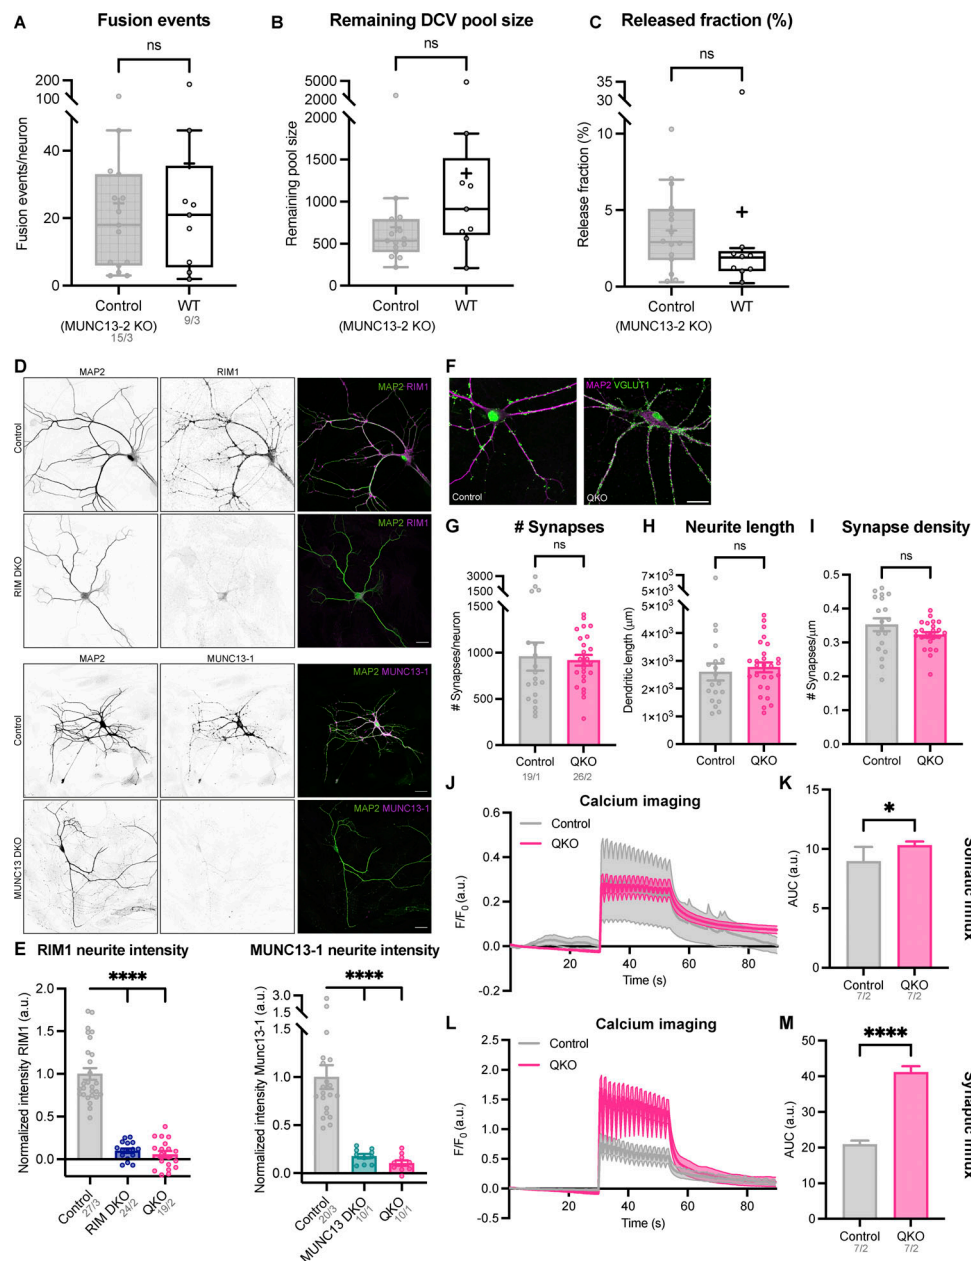 A Fusion events
ns
200
100
40
20
0
Fusion events/neuron
Control
(MUNC13-2 KO)
15/3
WT
9/3
B Remaining DCV pool size
ns
5000
2000
2000
1500
1000
500
0
Remaining pool size
Control
(MUNC13-2 KO)
WT
C Released fraction (%)
ns
35
30
10
5
0
Release fraction (%)
Control
(MUNC13-2 KO)
WT
D
MAP2 RIM1
MAP2 RIM1
Control
MAP2 RIM1
RIM DKO
MAP2 MUNC13-1
MAP2 MUNC13-1
Control
MAP2 MUNC13-1
MUNC13 DKO
E RIM1 neurite intensity
****
2.0
1.5
1.0
0.5
0.0
Normalized intensity RIM1 (a.u.)
Control
27/3
RIM DKO
24/2
QKO
19/2
MUNC13-1 neurite intensity
****
3.0
1.5
1.5
1.0
0.5
0.0
Normalized intensity Munc13-1 (a.u.)
Control
20/3
MUNC13 DKO
10/1
QKO
10/1
F
MAP2 VGLUT1
Control
QKO
G # Synapses
ns
3000
1500
1500
1000
500
0
# Synapses/neuron
Control
19/1
QKO
26/2
H Neurite length
ns
7×10³
5×10³
5×10³
4×10³
3×10³
2×10³
1×10³
0
Dendritic length (μm)
Control
QKO
I Synapse density
ns
0.5
0.4
0.3
0.2
0.1
0.0
# Synapses/μm
Control
QKO
J Calcium imaging
Control
QKO
0.6
0.4
0.2
0.0
-0.2
F/F₀ (a.u.)
20 40 60 80
Time (s)
K
*
15
10
5
0
AUC (a.u.)
Control
7/2
QKO
7/2
Somatic influx
L Calcium imaging
Control
QKO
2.5
2.0
1.5
1.0
0.5
0.0
-0.5
F/F₀ (a.u.)
20 40 60 80
Time (s)
M
****
50
40
30
20
10
0
AUC (a.u.)
Control
7/2
QKO
7/2
Synaptic influx